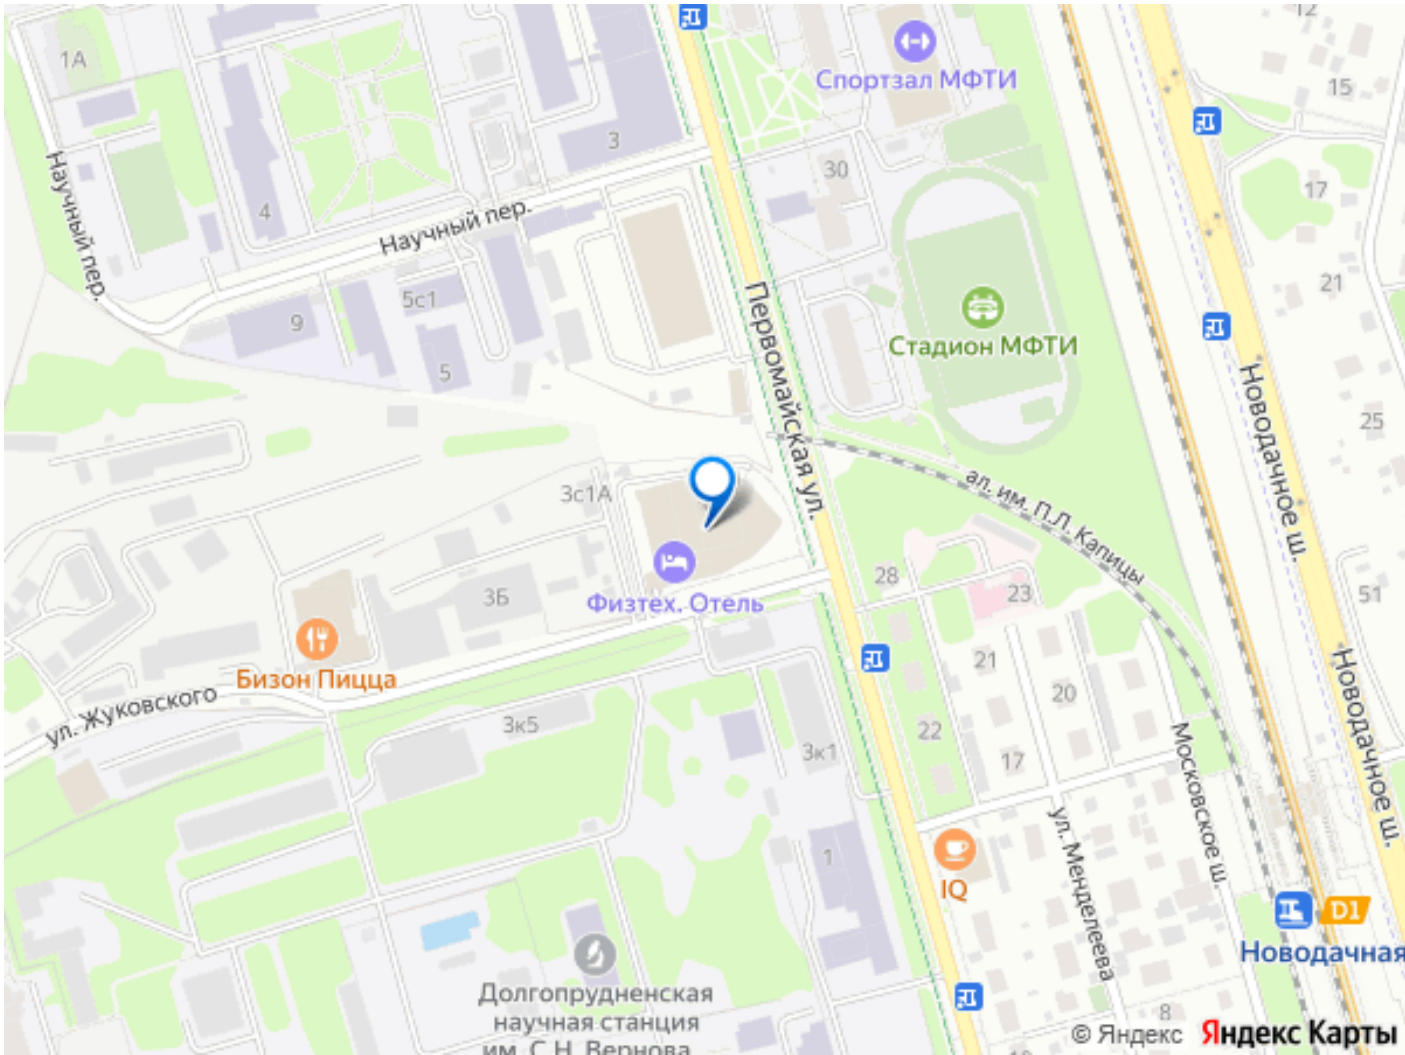 12
1А
Спортзал МФТИ
15
3
30
17
Научный пер.
4
Научный пер.
21
5с1
9
Стадион МФТИ
5
Первомайская ул.
Новодачное ш.
25
3с1А
ал. им. П.Л. Капицы
28
23
51
3Б
Физтех. Отель
21
20
Бизон Пицца
ул. Жуковского
22
3к5
3к1
17
Московское ш.
Новодачное ш.
ул. Менделеева
1
IQ
D1
Новодачная
Долгопрудненская
научная станция
им. С.Н. Вернова
8
© Яндекс Яндекс Карты